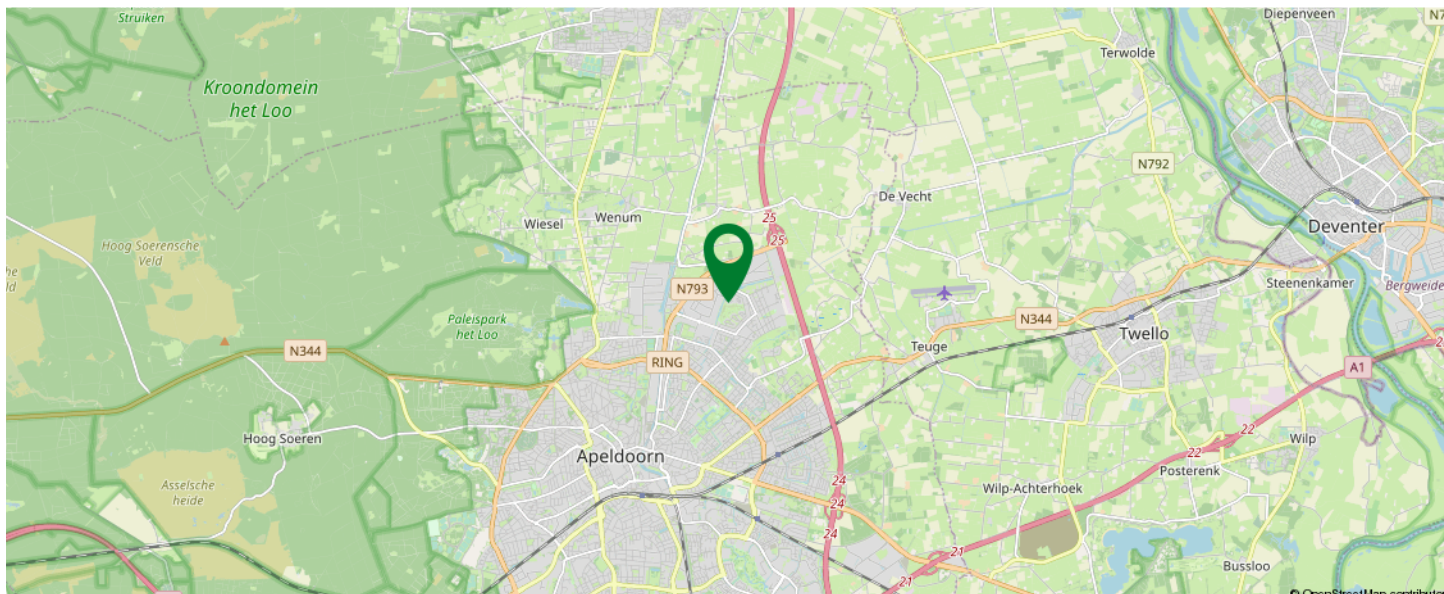 Struiken
Diepenveen
N7
Terwolde
Kroondomein
het Loo
N792
De Vecht
Wiesel
Wenum
25
25
Deventer
Hoog Soerensche
Veld
N793
Steenenkamer
Bergweide
Paleispark
het Loo
N344
Twello
Teuge
N344
RING
A1
Hoog Soeren
22
Wilp
22
Apeldoorn
Posterenk
Asselsche
heide
24
Wilp-Achterhoek
24
24
21
21
Bussloo
© OpenStreetMap contributor